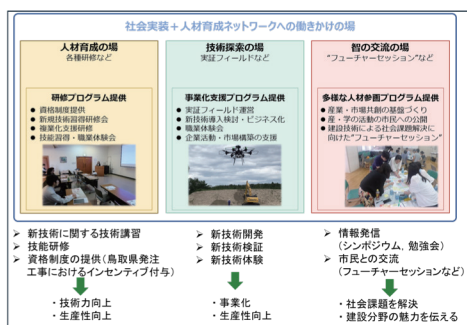 社会実装＋人材育成ネットワークへの働きかけの場
人材育成の場
各種研修など
研修プログラム提供
● 資格制度提供
● 新規技術習得研修会
● 複業化支援研修
● 技能習得・職業体験会
技術探索の場
実証フィールドなど
事業化支援プログラム提供
● 実証フィールド運営
● 新技術導入検討・ビジネス化
● 職業体験会
● 企業活動・市場構築の支援
智の交流の場
“フューチャーセッション”など
多様な人材参画プログラム提供
● 産業・市場共創の基盤づくり
● 産・学の活動の市民への公開
● 建設技術による社会課題解決に
向けた“フューチャーセッション”
➢ 新技術に関する技術講習
➢ 技能研修
➢ 資格制度の提供（鳥取県発注
工事におけるインセンティブ付与）
・技術力向上
・生産性向上
➢ 新技術開発
➢ 新技術検証
➢ 新技術体験
・事業化
・生産性向上
➢ 情報発信
（シンポジウム，勉強会）
➢ 市民との交流
（フューチャーセッションなど）
・社会課題を解決
・建設分野の魅力を伝える